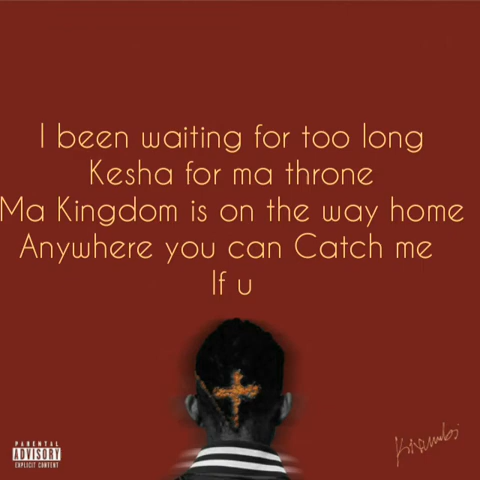 I been waiting for too long
Kesha for ma throne
Ma Kingdom is on the way home
Anywhere you can Catch me
If u
PARENTAL
ADVISORY
EXPLICIT CONTENT